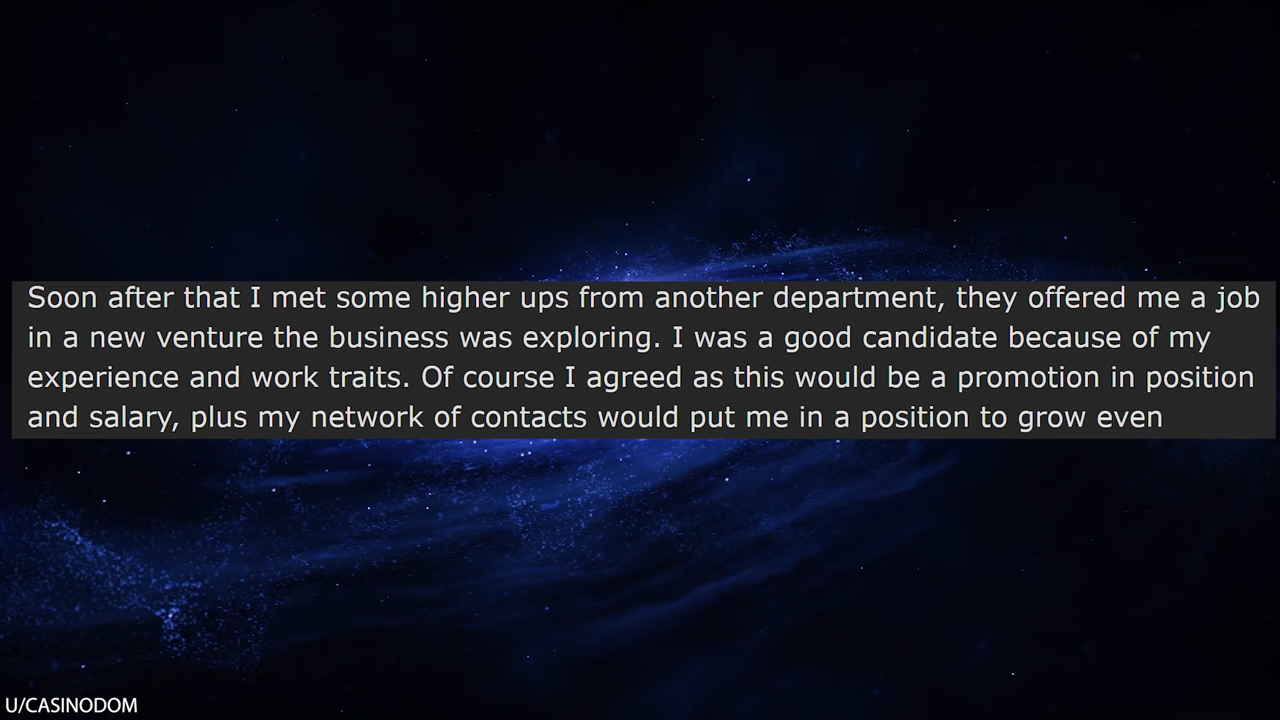 Soon after that I met some higher ups from another department, they offered me a job
in a new venture the business was exploring. I was a good candidate because of my
experience and work traits. Of course I agreed as this would be a promotion in position
and salary, plus my network of contacts would put me in a position to grow even
U/CASINODOM